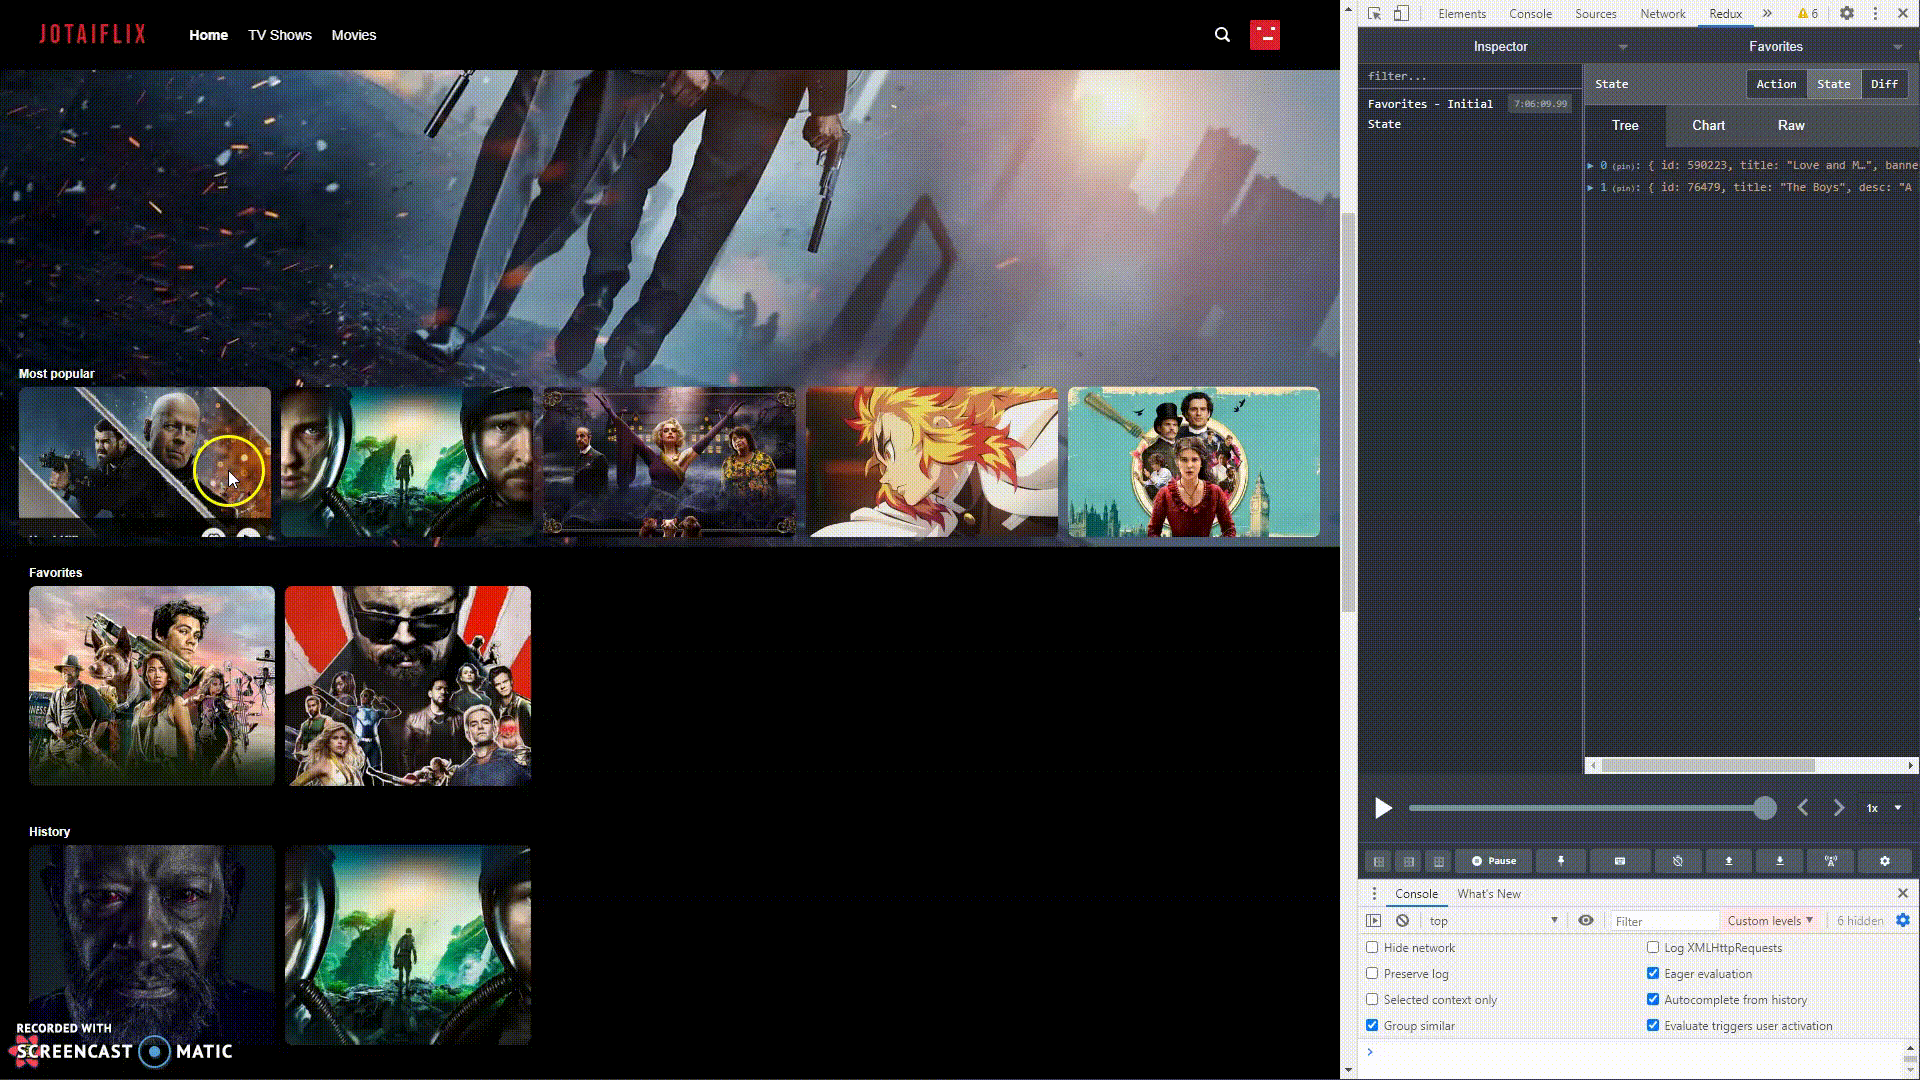 JOTAIFLIX
Home TV Shows Movies
Most popular
Favorites
History
RECORDED WITH
SCREENCAST MATIC
Elements Console Sources Network Redux 6
Inspector Favorites
filter...
Favorites - Initial State 7:06:09.99
State Action State Diff
Tree Chart Raw
0 (pin): { id: 590223, title: "Love and M…", banne
1 (pin): { id: 76479, title: "The Boys", desc: "A
1x
Pause
Console What's New
top Filter Custom levels 6 hidden
Hide network Log XMLHttpRequests
Preserve log Eager evaluation
Selected context only Autocomplete from history
Group similar Evaluate triggers user activation